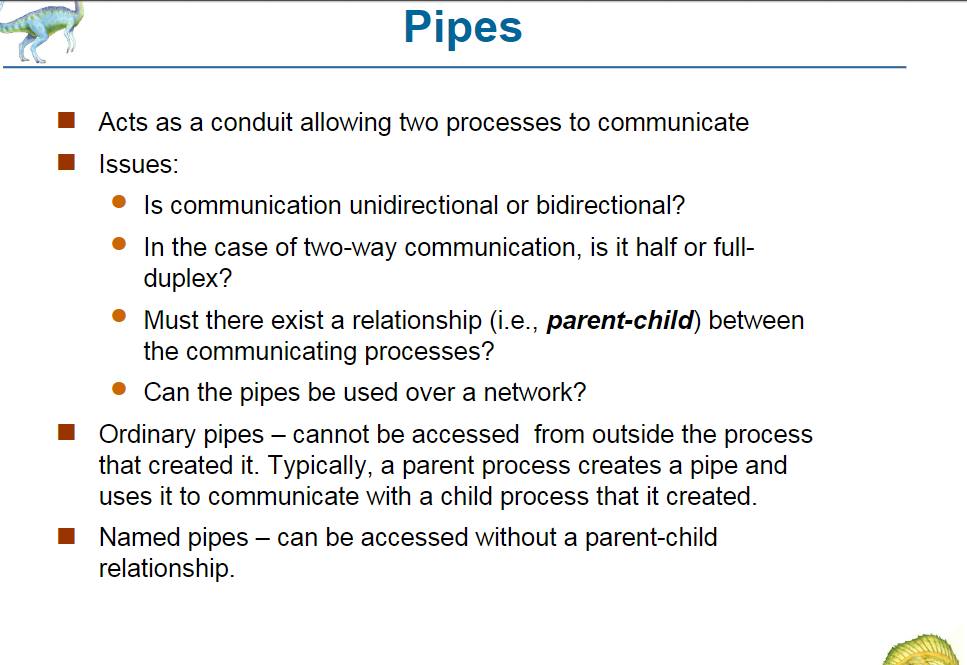 Pipes
Acts as a conduit allowing two processes to communicate
Issues:
Is communication unidirectional or bidirectional?
In the case of two-way communication, is it half or full-
duplex?
Must there exist a relationship (i.e., parent-child) between
the communicating processes?
Can the pipes be used over a network?
Ordinary pipes – cannot be accessed  from outside the process
that created it. Typically, a parent process creates a pipe and
uses it to communicate with a child process that it created.
Named pipes – can be accessed without a parent-child
relationship.